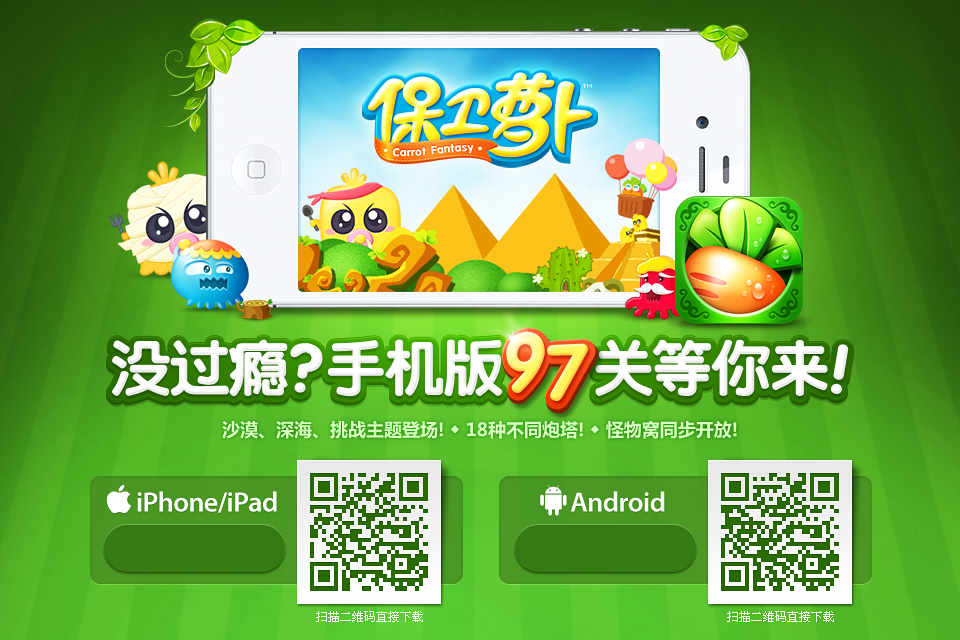 保卫萝卜™
Carrot Fantasy
没过瘾?手机版97关等你来!
沙漠、深海、挑战主题登场! ◆ 18种不同炮塔! ◆ 怪物窝同步开放!
iPhone/iPad
Android
扫描二维码直接下载
扫描二维码直接下载